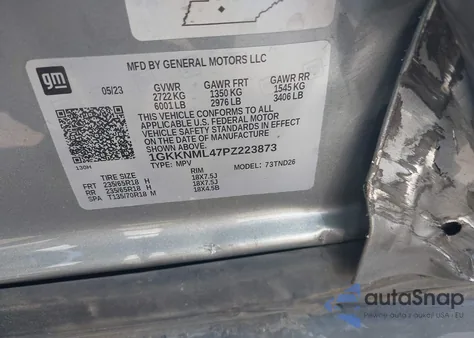 MFD BY GENERAL MOTORS LLC
gm
05/23 GVWR GAWR FRT GAWR RR
2722 KG 1350 KG 1545 KG
6001 LB 2976 LB 3406 LB
THIS VEHICLE CONFORMS TO ALL APPLICABLE
U.S. FEDERAL MOTOR
VEHICLE SAFETY STANDARDS IN EFFECT ON THE
DATE OF MANUFACTURE SHOWN ABOVE.
1GKKNML47PZ223873
TYPE: MPV MODEL: 73TND26
130H
TIRE SIZE RIM
FRT 235/65R18 H 18X7.5J
RR 235/65R18 H 18X7.5J
SPA T135/70R18 M 18X4.5B
autoSnap